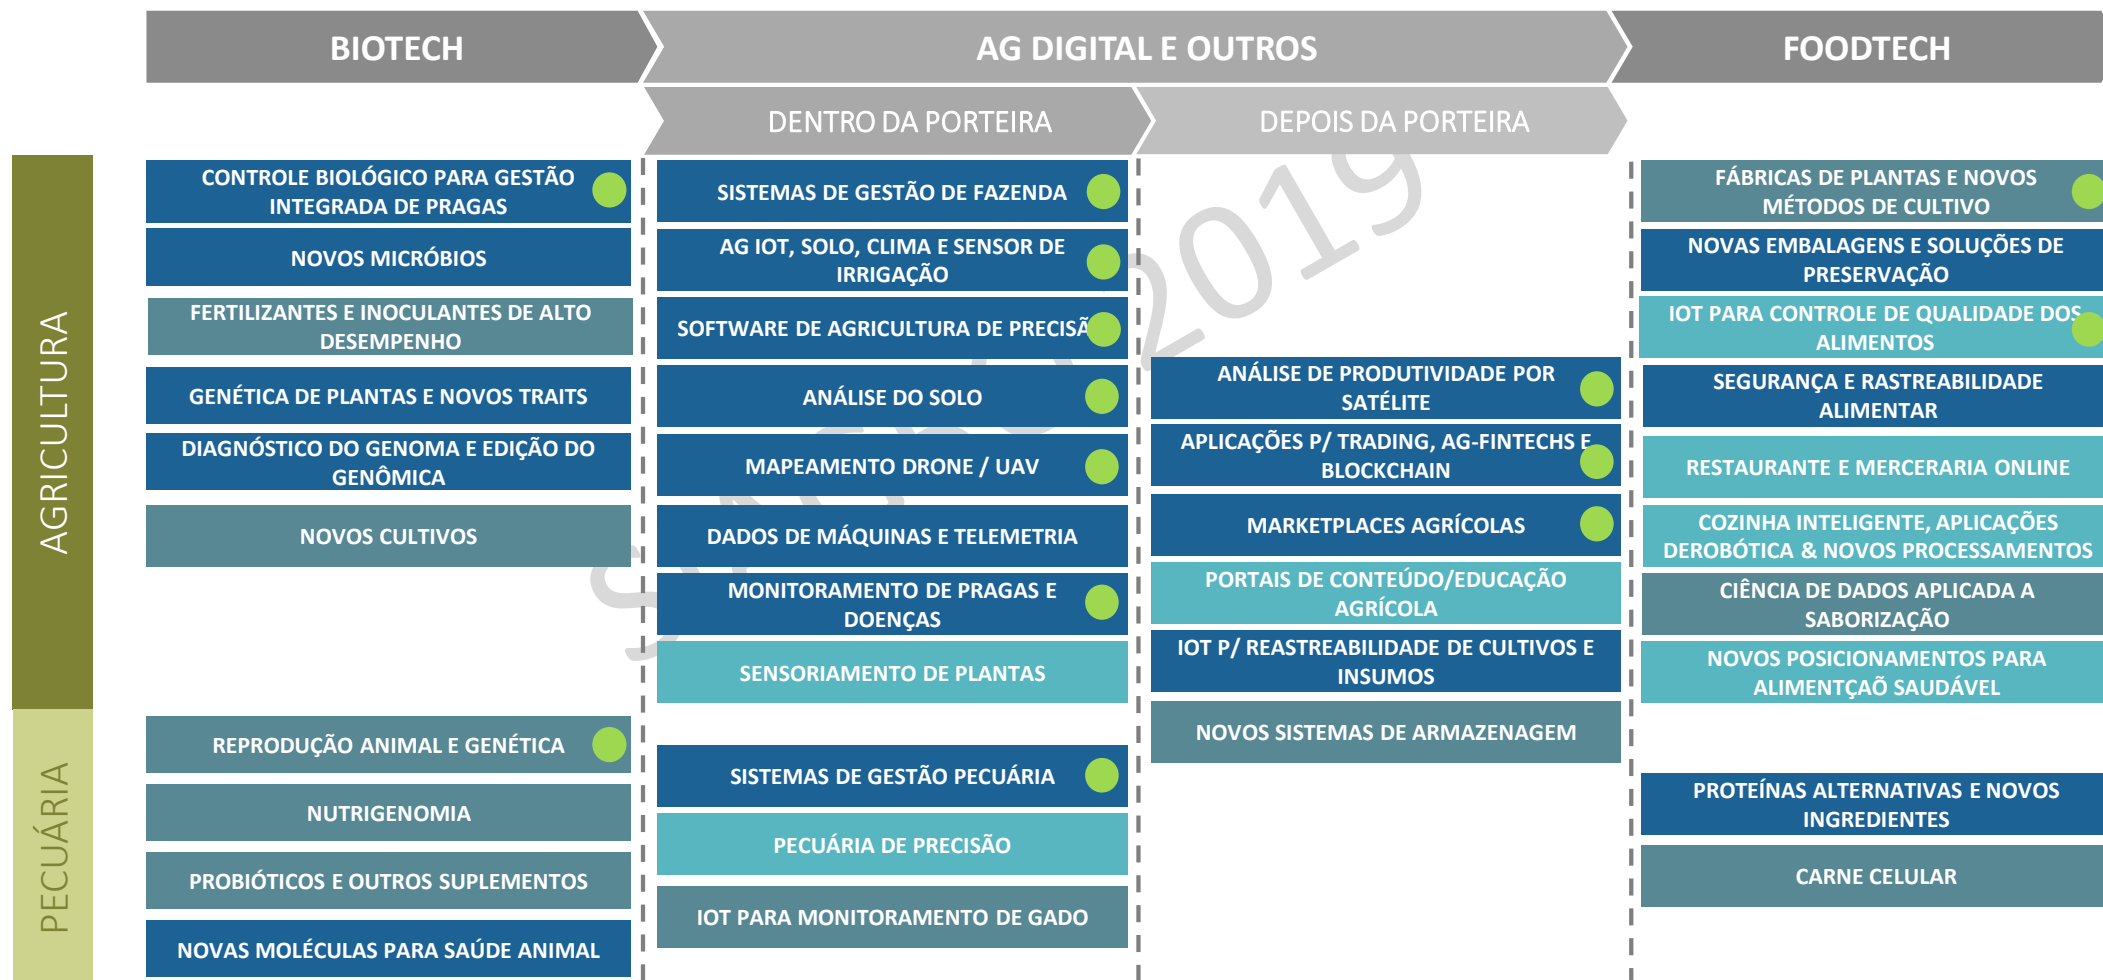 BIOTECH
AG DIGITAL E OUTROS
FOODTECH
DENTRO DA PORTEIRA
DEPOIS DA PORTEIRA
AGRICULTURA
CONTROLE BIOLÓGICO PARA GESTÃO
INTEGRADA DE PRAGAS
NOVOS MICRÓBIOS
FERTILIZANTES E INOCULANTES DE ALTO
DESEMPENHO
GENÉTICA DE PLANTAS E NOVOS TRAITS
DIAGNÓSTICO DO GENOMA E EDIÇÃO DO
GENÔMICA
NOVOS CULTIVOS
SISTEMAS DE GESTÃO DE FAZENDA
AG IOT, SOLO, CLIMA E SENSOR DE
IRRIGAÇÃO
SOFTWARE DE AGRICULTURA DE PRECISÃ
ANÁLISE DO SOLO
MAPEAMENTO DRONE / UAV
DADOS DE MÁQUINAS E TELEMETRIA
MONITORAMENTO DE PRAGAS E
DOENÇAS
SENSORIAMENTO DE PLANTAS
ANÁLISE DE PRODUTIVIDADE POR
SATÉLITE
APLICAÇÕES P/ TRADING, AG-FINTECHS E
BLOCKCHAIN
MARKETPLACES AGRÍCOLAS
PORTAIS DE CONTEÚDO/EDUCAÇÃO
AGRÍCOLA
IOT P/ REASTREABILIDADE DE CULTIVOS E
INSUMOS
NOVOS SISTEMAS DE ARMAZENAGEM
FÁBRICAS DE PLANTAS E NOVOS
MÉTODOS DE CULTIVO
NOVAS EMBALAGENS E SOLUÇÕES DE
PRESERVAÇÃO
IOT PARA CONTROLE DE QUALIDADE DOS
ALIMENTOS
SEGURANÇA E RASTREABILIDADE
ALIMENTAR
RESTAURANTE E MERCERARIA ONLINE
COZINHA INTELIGENTE, APLICAÇÕES
DEROBÓTICA & NOVOS PROCESSAMENTOS
CIÊNCIA DE DADOS APLICADA A
SABORIZAÇÃO
NOVOS POSICIONAMENTOS PARA
ALIMENTÇAÕ SAUDÁVEL
PECUÁRIA
REPRODUÇÃO ANIMAL E GENÉTICA
NUTRIGENOMIA
PROBIÓTICOS E OUTROS SUPLEMENTOS
NOVAS MOLÉCULAS PARA SAÚDE ANIMAL
SISTEMAS DE GESTÃO PECUÁRIA
PECUÁRIA DE PRECISÃO
IOT PARA MONITORAMENTO DE GADO
PROTEÍNAS ALTERNATIVAS E NOVOS
INGREDIENTES
CARNE CELULAR
2019